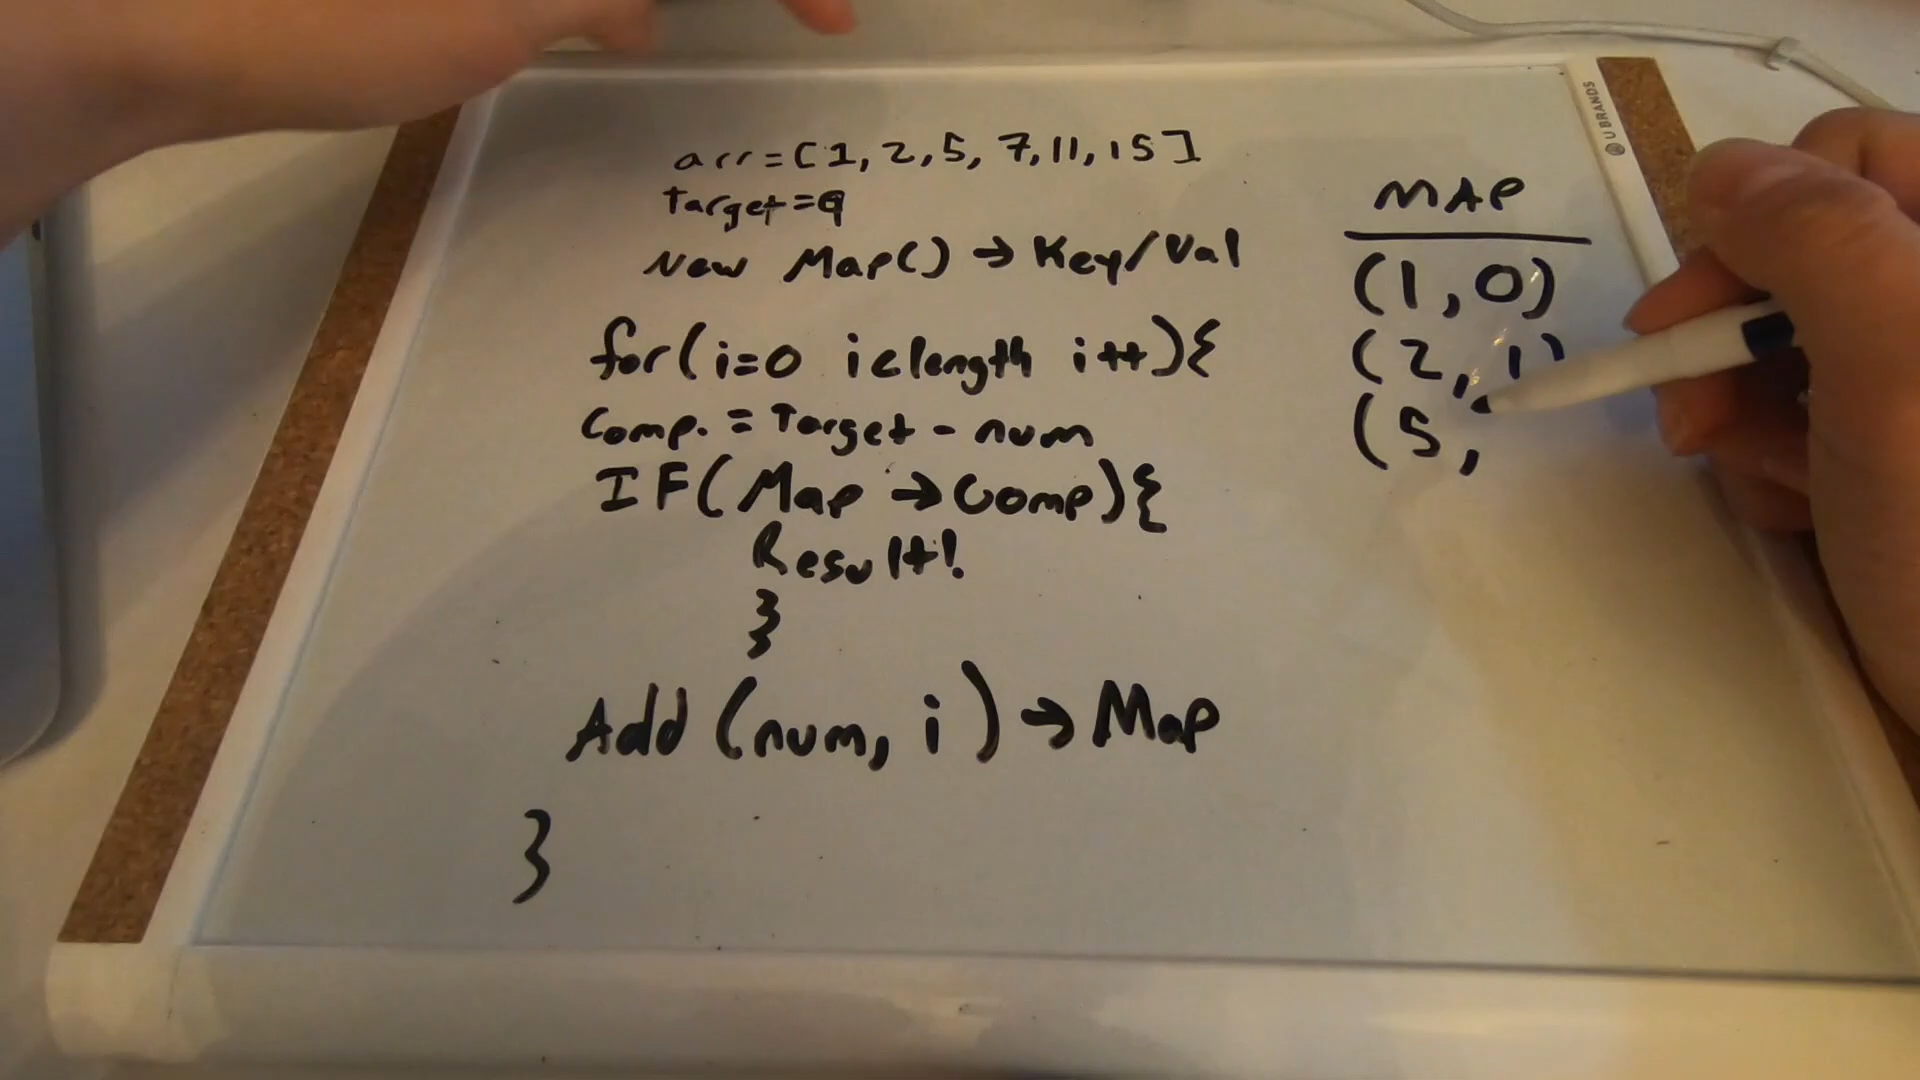 arr=[1, 2, 5, 7, 11, 15]
Target=9
New Map() → Key/Val
for(i=0 i<length i++){
Comp. = Target - num
IF(Map → Comp){
Result!
}
Add (num, i) → Map
}
MAP
(1, 0)
(2, 1)
(5,
U BRANDS